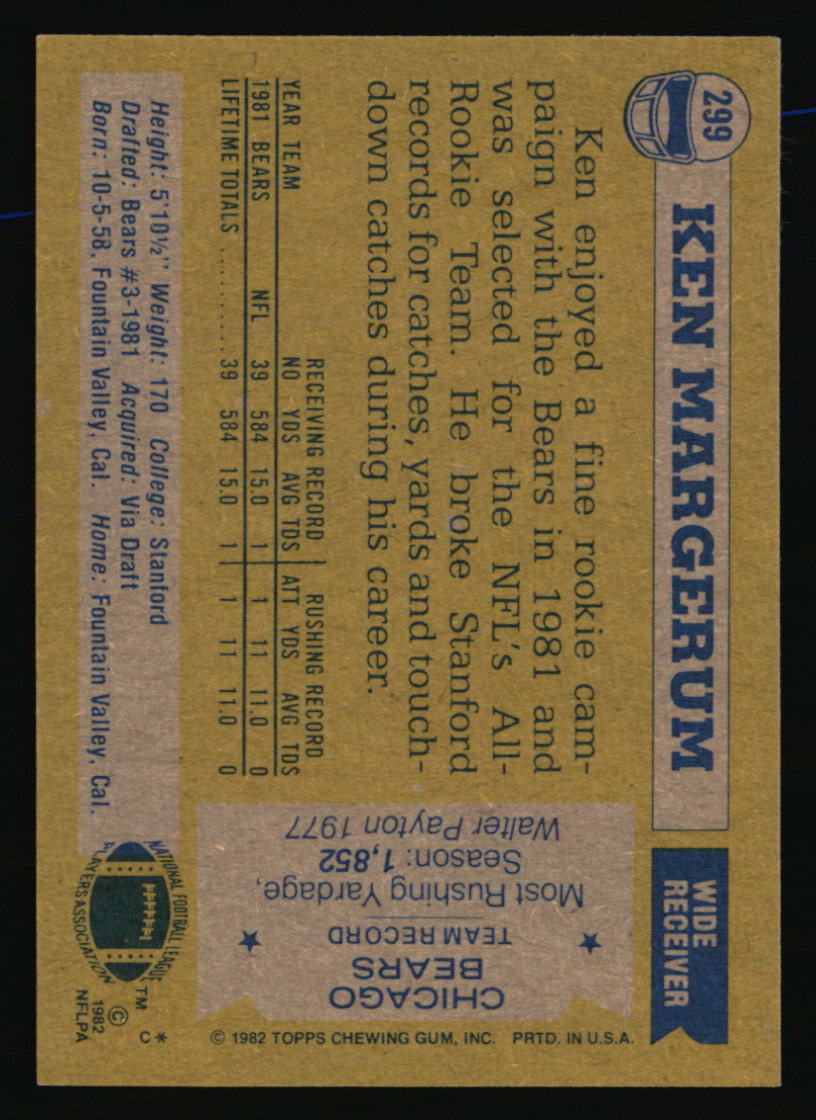 299
KEN MARGERUM
WIDE
RECEIVER
Ken enjoyed a fine rookie cam-
paign with the Bears in 1981 and
was selected for the NFL's All-
Rookie Team. He broke Stanford
records for catches, yards and touch-
down catches during his career.
RECEIVING RECORD RUSHING RECORD
YEAR TEAM NO YDS AVG TDS ATT YDS AVG TDS
1981 BEARS NFL 39 584 15.0 1 1 11 11.0 0
LIFETIME TOTALS .......... 39 584 15.0 1 1 11 11.0 0
Height: 5'10½" Weight: 170 College: Stanford
Drafted: Bears #3-1981 Acquired: Via Draft
Born: 10-5-58, Fountain Valley, Cal. Home: Fountain Valley, Cal.
CHICAGO
BEARS
TEAM RECORD
Most Rushing Yardage,
Season: 1,852
Walter Payton 1977
NATIONAL FOOTBALL LEAGUE
PLAYERS ASSOCIATION
TM
©
1982
NFLPA
C*
© 1982 TOPPS CHEWING GUM, INC. PRTD. IN U.S.A.